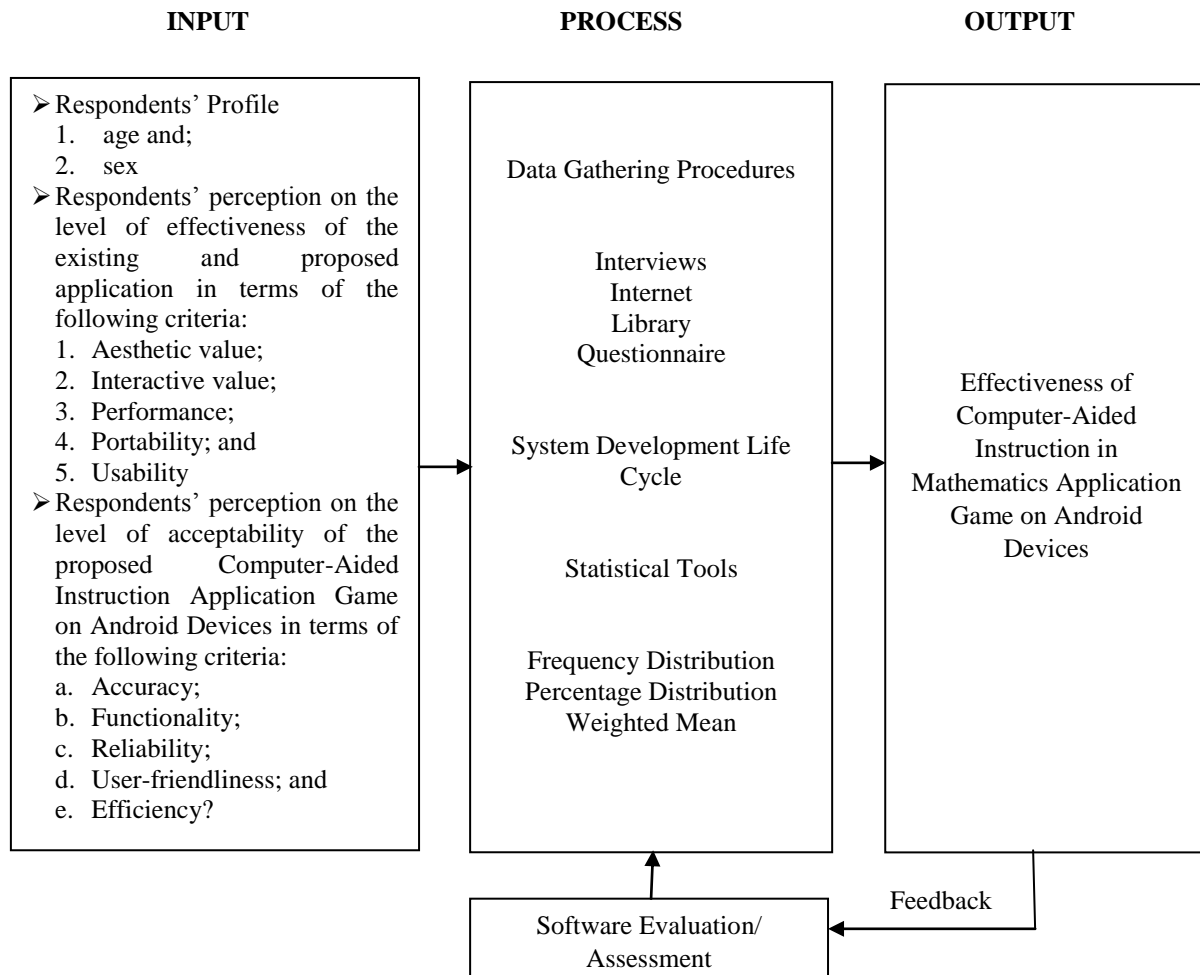 INPUT
PROCESS
OUTPUT
➢ Respondents’ Profile
1. age and;
2. sex
➢ Respondents’ perception on the
level of effectiveness of the
existing and proposed
application in terms of the
following criteria:
1. Aesthetic value;
2. Interactive value;
3. Performance;
4. Portability; and
5. Usability
➢ Respondents’ perception on the
level of acceptability of the
proposed Computer-Aided
Instruction Application Game
on Android Devices in terms of
the following criteria:
a. Accuracy;
b. Functionality;
c. Reliability;
d. User-friendliness; and
e. Efficiency?
Data Gathering Procedures
Interviews
Internet
Library
Questionnaire
System Development Life
Cycle
Statistical Tools
Frequency Distribution
Percentage Distribution
Weighted Mean
Effectiveness of
Computer-Aided
Instruction in
Mathematics Application
Game on Android
Devices
Feedback
Software Evaluation/
Assessment